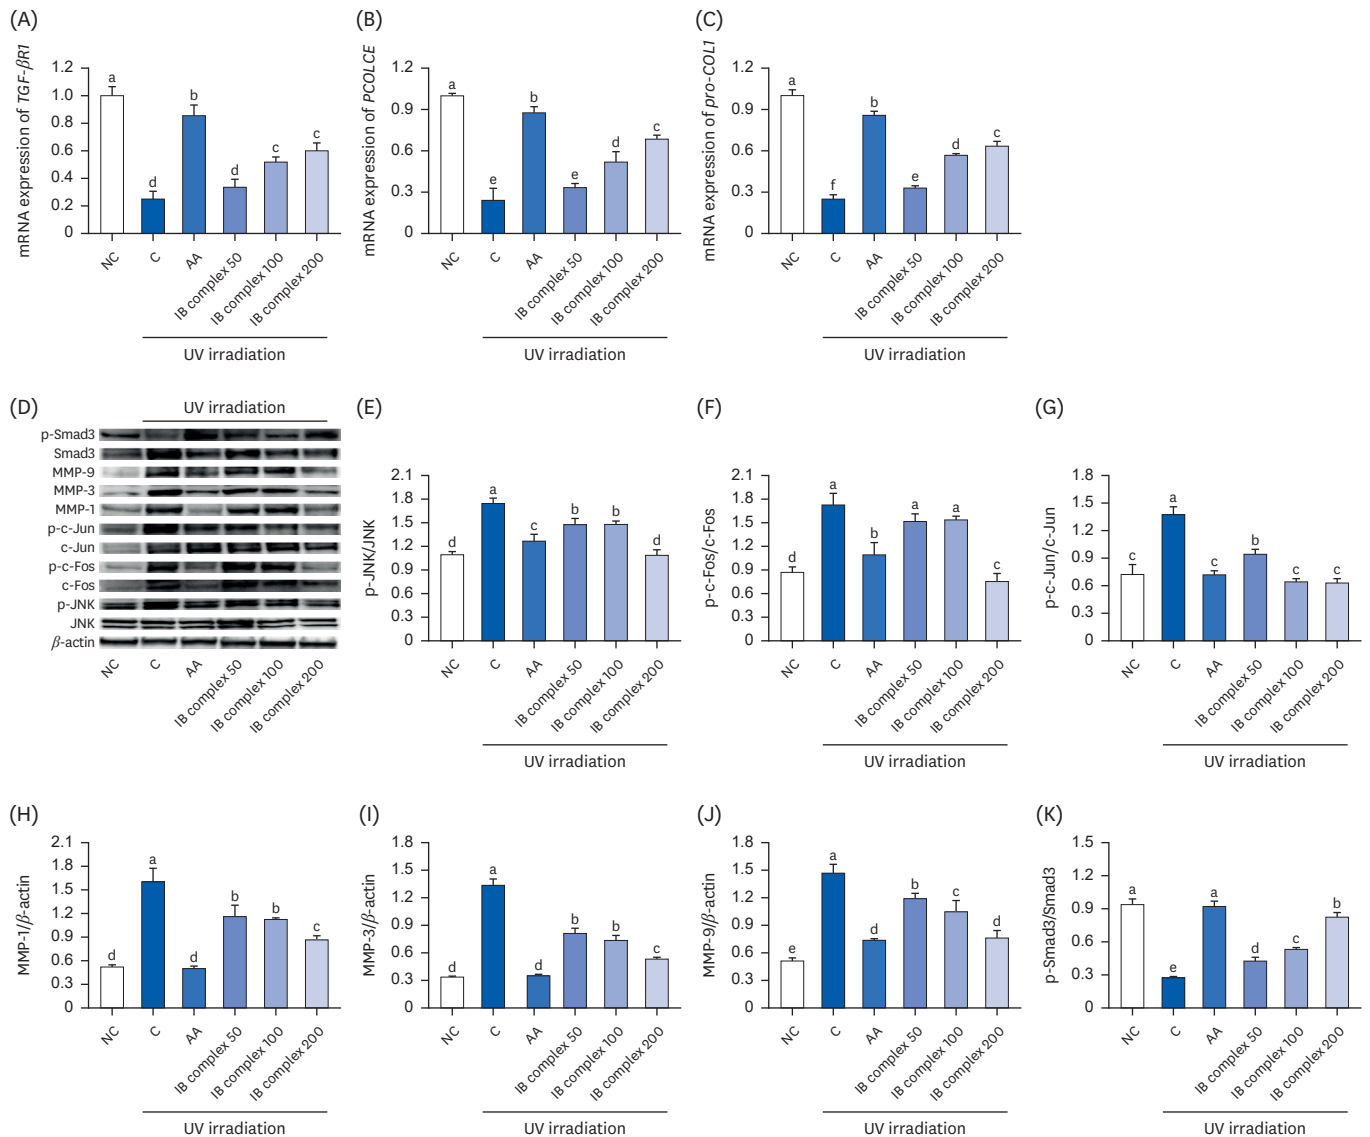 (A)
mRNA expression of TGF-βR1
1.2
1.0
0.8
0.6
0.4
0.2
0
a
d
b
d
c
c
NC
C
AA
IB complex 50
IB complex 100
IB complex 200
UV irradiation
(B)
mRNA expression of PCOLCE
1.2
0.9
0.6
0.3
0
a
e
b
e
d
c
NC
C
AA
IB complex 50
IB complex 100
IB complex 200
UV irradiation
(C)
mRNA expression of pro-COL1
1.2
0.9
0.6
0.3
0
a
f
b
e
d
c
NC
C
AA
IB complex 50
IB complex 100
IB complex 200
UV irradiation
(D)
UV irradiation
p-Smad3
Smad3
MMP-9
MMP-3
MMP-1
p-c-Jun
c-Jun
p-c-Fos
c-Fos
p-JNK
JNK
β-actin
NC
C
AA
IB complex 50
IB complex 100
IB complex 200
(E)
p-JNK/JNK
2.1
1.8
1.5
1.2
0.9
0.6
0.3
0
d
a
c
b
b
d
NC
C
AA
IB complex 50
IB complex 100
IB complex 200
UV irradiation
(F)
p-c-Fos/c-Fos
2.1
1.8
1.5
1.2
0.9
0.6
0.3
0
d
a
b
a
a
c
NC
C
AA
IB complex 50
IB complex 100
IB complex 200
UV irradiation
(G)
p-c-Jun/c-Jun
1.8
1.5
1.2
0.9
0.6
0.3
0
c
a
c
b
c
c
NC
C
AA
IB complex 50
IB complex 100
IB complex 200
UV irradiation
(H)
MMP-1/β-actin
2.1
1.8
1.5
1.2
0.9
0.6
0.3
0
d
a
d
b
b
c
NC
C
AA
IB complex 50
IB complex 100
IB complex 200
UV irradiation
(I)
MMP-3/β-actin
1.8
1.5
1.2
0.9
0.6
0.3
0
d
a
d
b
b
c
NC
C
AA
IB complex 50
IB complex 100
IB complex 200
UV irradiation
(J)
MMP-9/β-actin
1.8
1.5
1.2
0.9
0.6
0.3
0
e
a
d
b
c
d
NC
C
AA
IB complex 50
IB complex 100
IB complex 200
UV irradiation
(K)
p-Smad3/Smad3
1.5
1.2
0.9
0.6
0.3
0
a
e
a
d
c
b
NC
C
AA
IB complex 50
IB complex 100
IB complex 200
UV irradiation